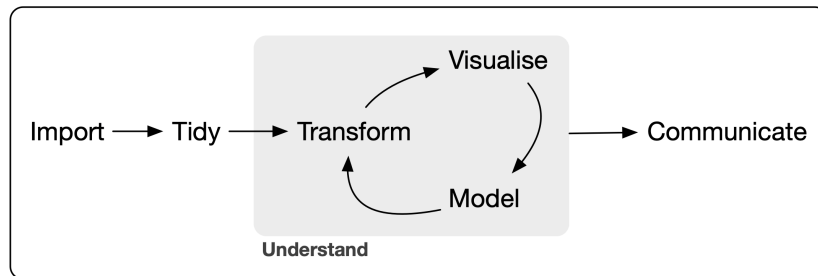 Visualise
Import Tidy Transform Communicate
Model
Understand